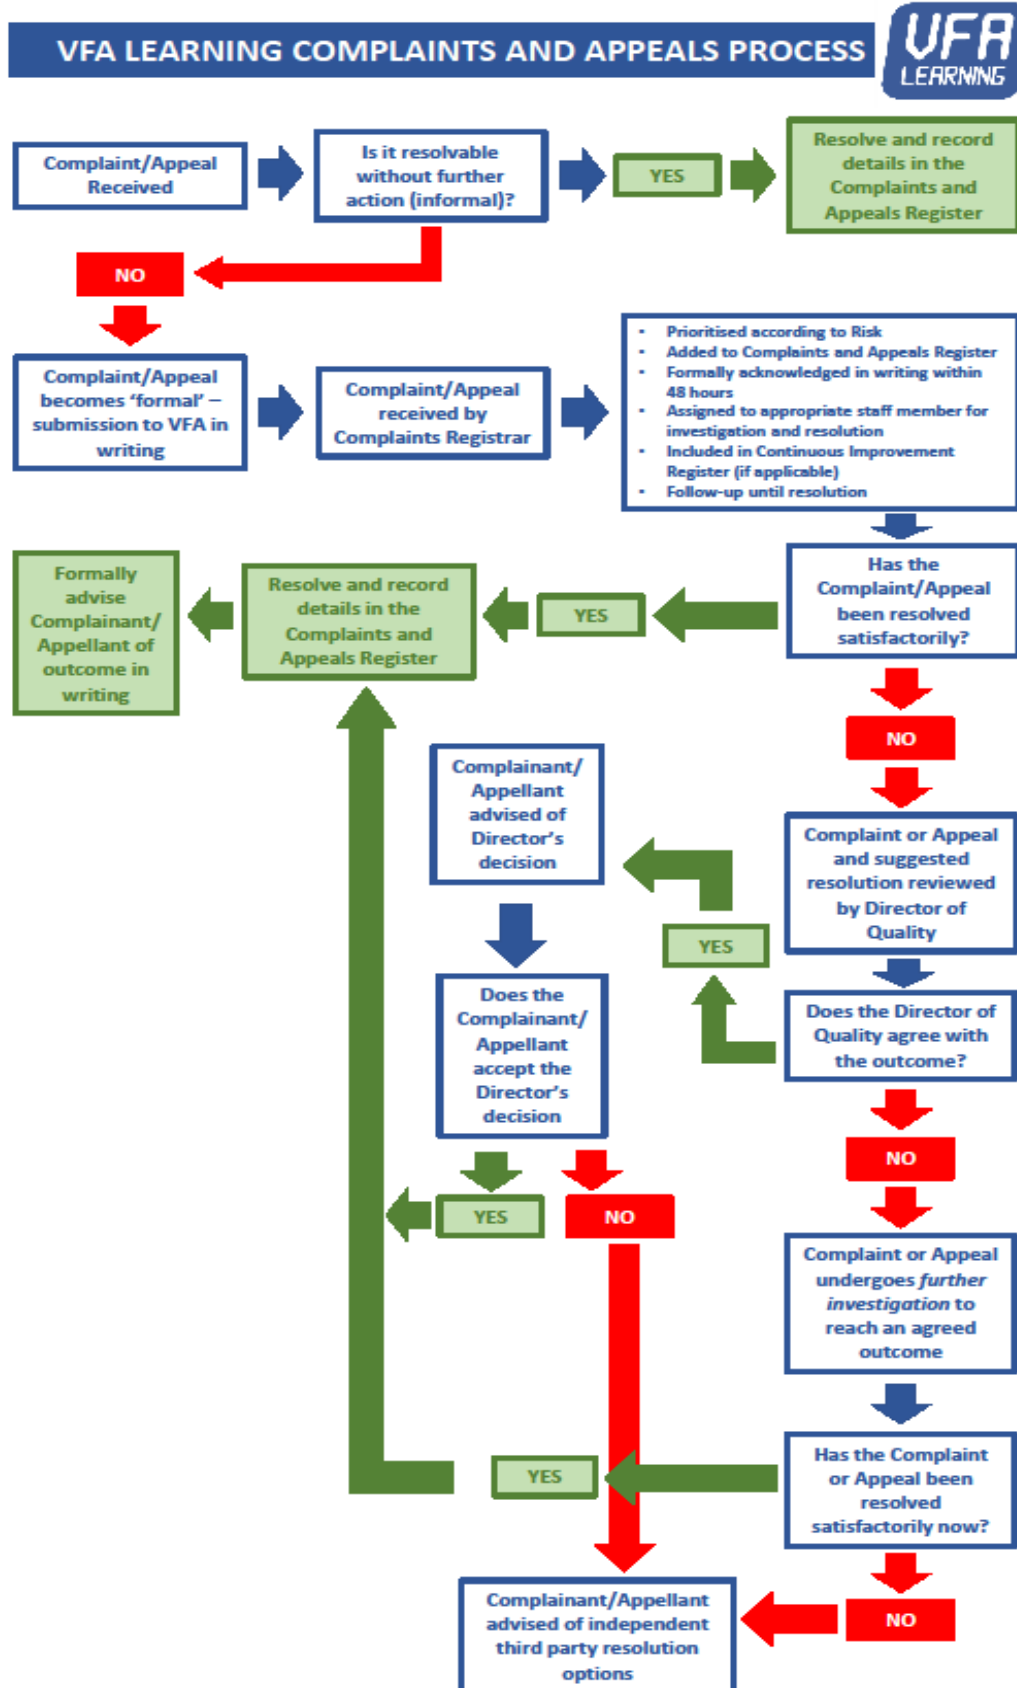 VFA LEARNING COMPLAINTS AND APPEALS PROCESS
VFA
LEARNING
Complaint/Appeal
Received
Is it resolvable
without further
action (informal)?
YES
Resolve and record
details in the
Complaints and
Appeals Register
NO
Complaint/Appeal
becomes ‘formal’ –
submission to VFA in
writing
Complaint/Appeal
received by
Complaints Registrar
• Prioritised according to Risk
• Added to Complaints and Appeals Register
• Formally acknowledged in writing within
48 hours
• Assigned to appropriate staff member for
investigation and resolution
• Included in Continuous Improvement
Register (if applicable)
• Follow-up until resolution
Has the
Complaint/Appeal
been resolved
satisfactorily?
YES
Resolve and record
details in the
Complaints and
Appeals Register
Formally
advise
Complainant/
Appellant of
outcome in
writing
NO
Complaint or Appeal
and suggested
resolution reviewed
by Director of
Quality
Does the Director of
Quality agree with
the outcome?
YES
Complainant/
Appellant
advised of
Director’s
decision
Does the
Complainant/
Appellant
accept the
Director’s
decision
YES
NO
NO
Complaint or Appeal
undergoes further
investigation to
reach an agreed
outcome
Has the Complaint
or Appeal been
resolved
satisfactorily now?
YES
NO
Complainant/Appellant
advised of independent
third party resolution
options